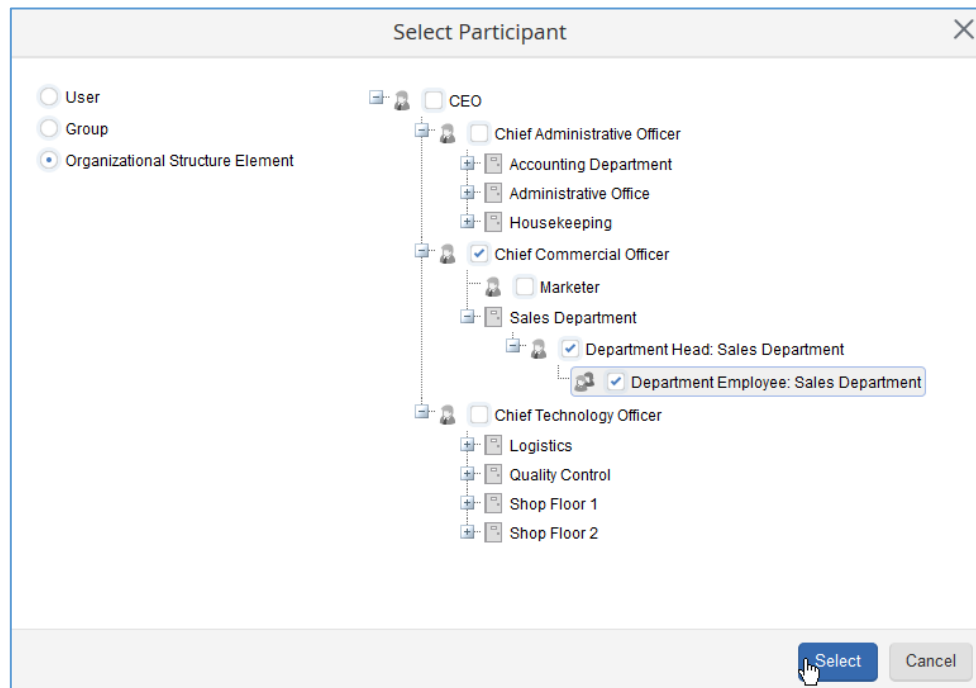 Select Participant
User
Group
Organizational Structure Element
CEO
Chief Administrative Officer
Accounting Department
Administrative Office
Housekeeping
Chief Commercial Officer
Marketer
Sales Department
Department Head: Sales Department
Department Employee: Sales Department
Chief Technology Officer
Logistics
Quality Control
Shop Floor 1
Shop Floor 2
Select
Cancel